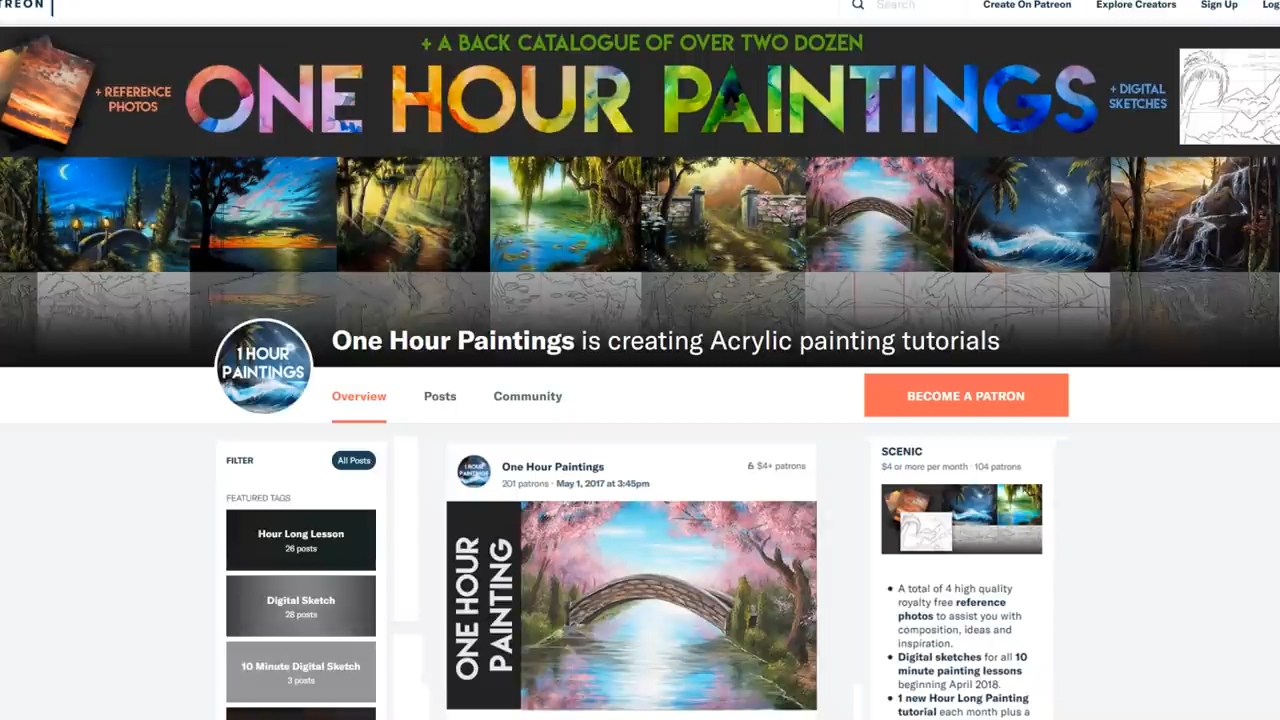 TREON
Search
Create On Patreon
Explore Creators
Sign Up
Log
+ A BACK CATALOGUE OF OVER TWO DOZEN
+ REFERENCE
PHOTOS
ONE HOUR PAINTINGS
+ DIGITAL
SKETCHES
1 HOUR
PAINTINGS
One Hour Paintings is creating Acrylic painting tutorials
Overview
Posts
Community
BECOME A PATRON
FILTER
All Posts
FEATURED TAGS
Hour Long Lesson
26 posts
Digital Sketch
28 posts
10 Minute Digital Sketch
3 posts
1 HOUR
PAINTINGS
One Hour Paintings
201 patrons · May 1, 2017 at 3:45pm
$4+ patrons
ONE HOUR
PAINTING
SCENIC
$4 or more per month · 104 patrons
• A total of 4 high quality
royalty free reference
photos to assist you with
composition, ideas and
inspiration.
• Digital sketches for all 10
minute painting lessons
beginning April 2018.
• 1 new Hour Long Painting
tutorial each month plus a